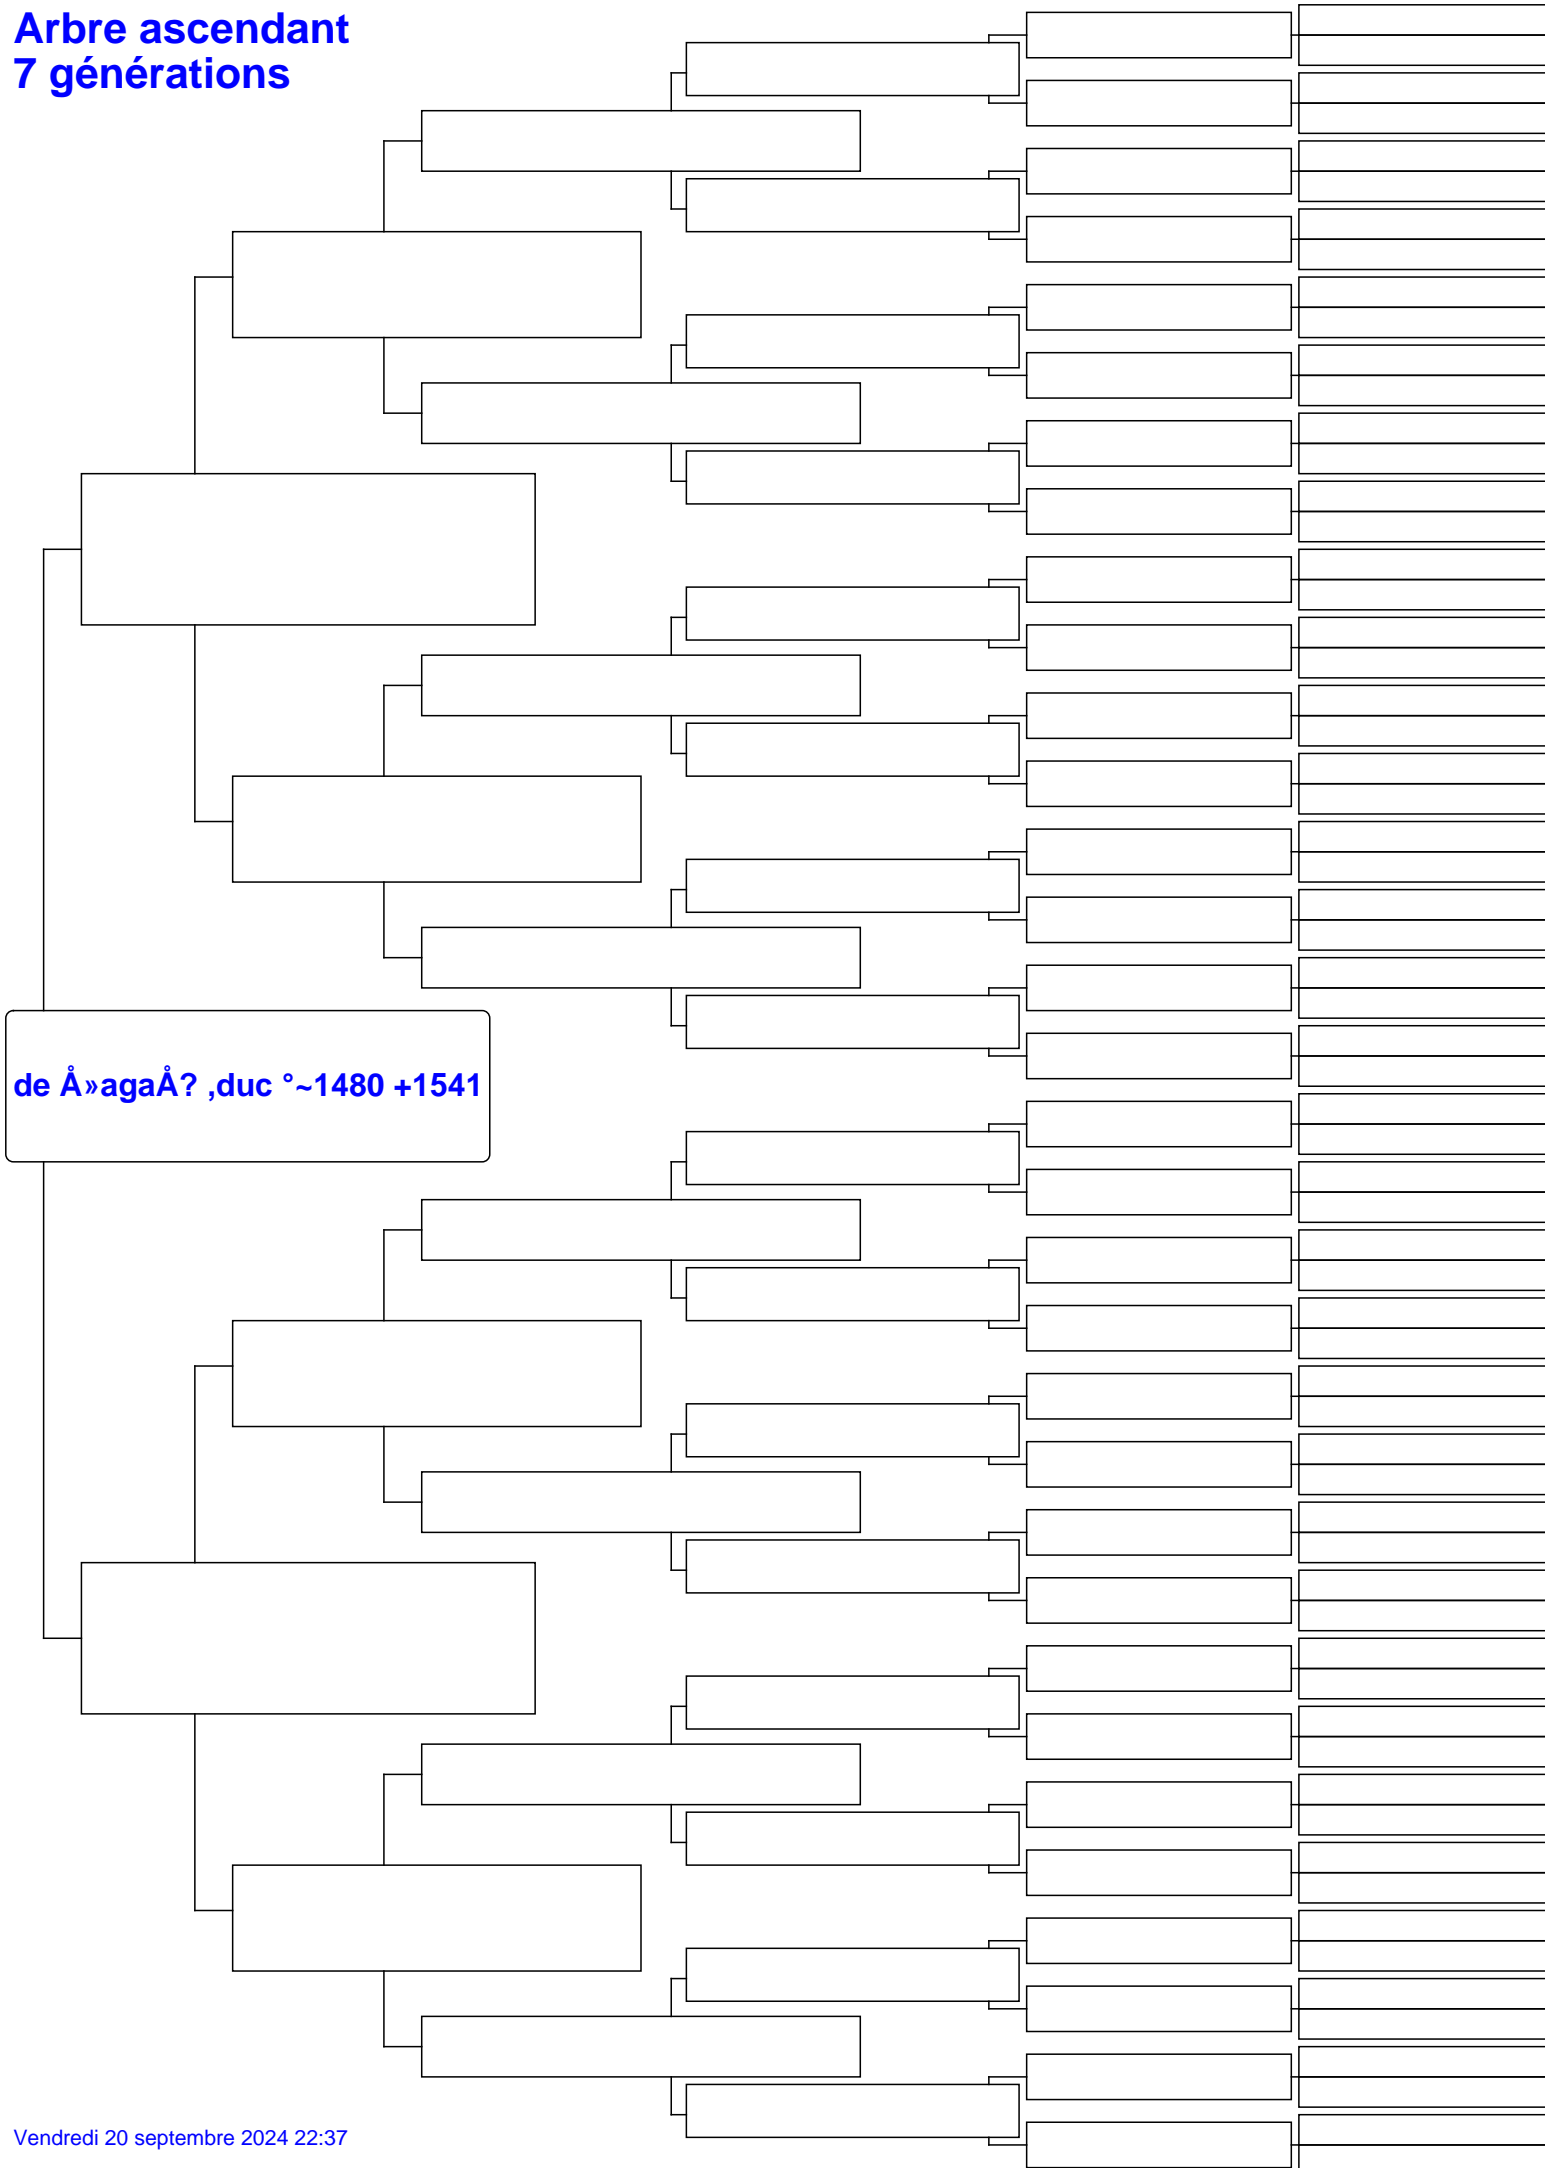 Arbre ascendant
7 générations
de Å»agaÅ? ,duc °~1480 +1541
Vendredi 20 septembre 2024 22:37